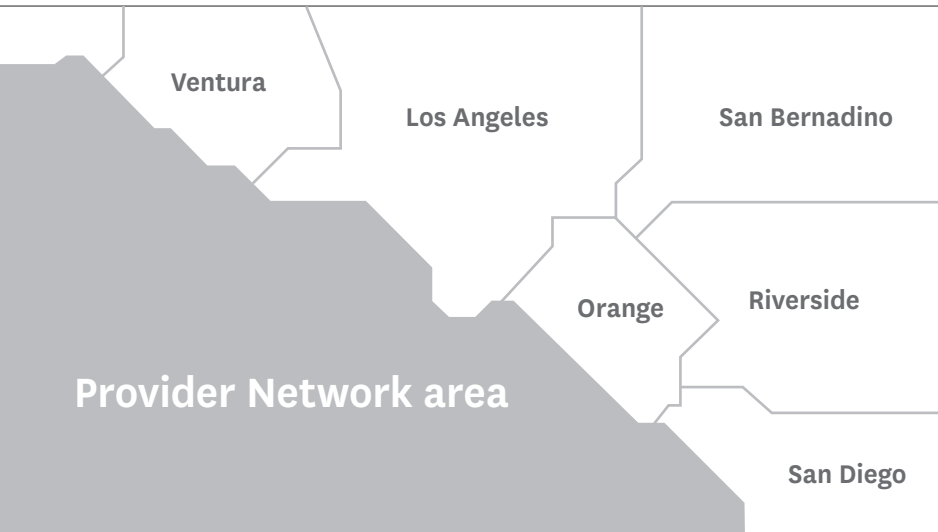 Ventura
Los Angeles
San Bernadino
Orange
Riverside
Provider Network area
San Diego